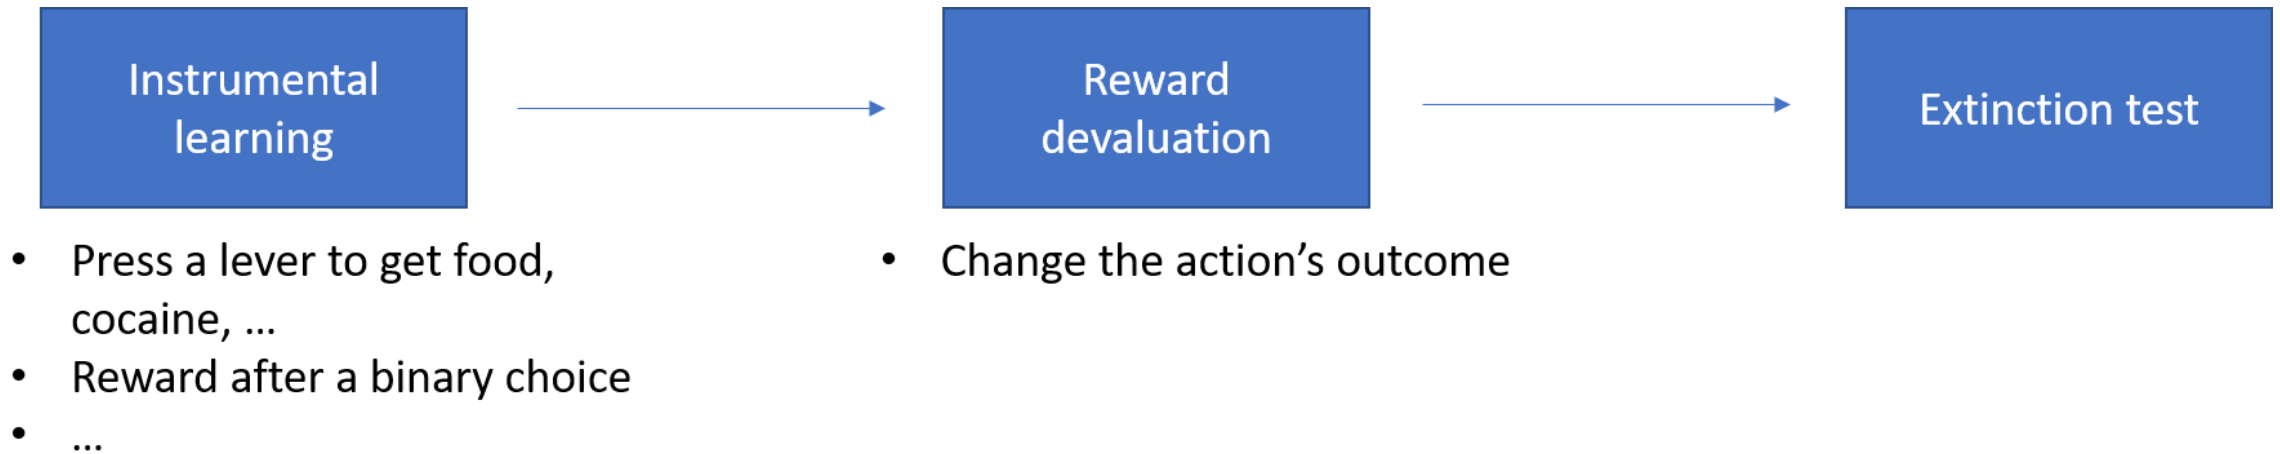 Instrumental
learning
Reward
devaluation
Extinction test
• Press a lever to get food,
cocaine, ...
• Reward after a binary choice
• ...
• Change the action’s outcome